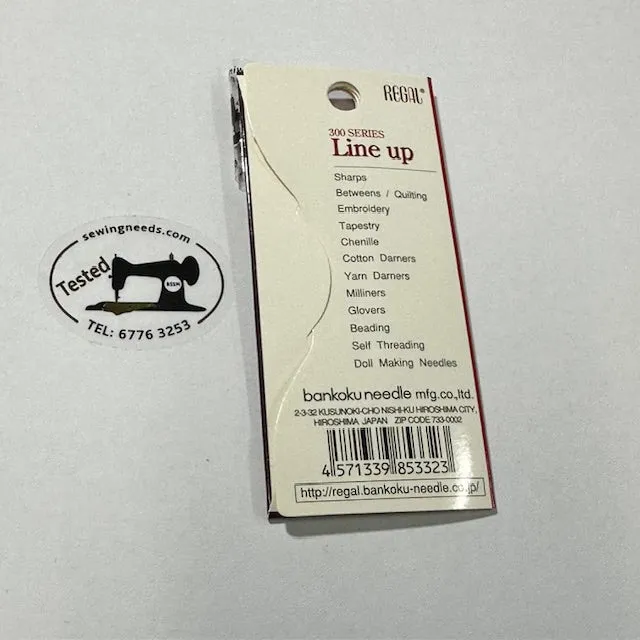 REGAL®
300 SERIES
Line up
Sharps
Betweens / Quilting
Embroidery
Tapestry
Chenille
Cotton Darners
Yarn Darners
Milliners
Glovers
Beading
Self Threading
Doll Making Needles
bankoku needle mfg.co.,ltd.
2-3-32 KUSUNOKI-CHO NISHI-KU HIROSHIMA CITY,
HIROSHIMA JAPAN ZIP CODE 733-0002
4 571339 853323
http://regal.bankoku-needle.co.jp/
sewingneeds.com
Tested
TEL: 6776 3253